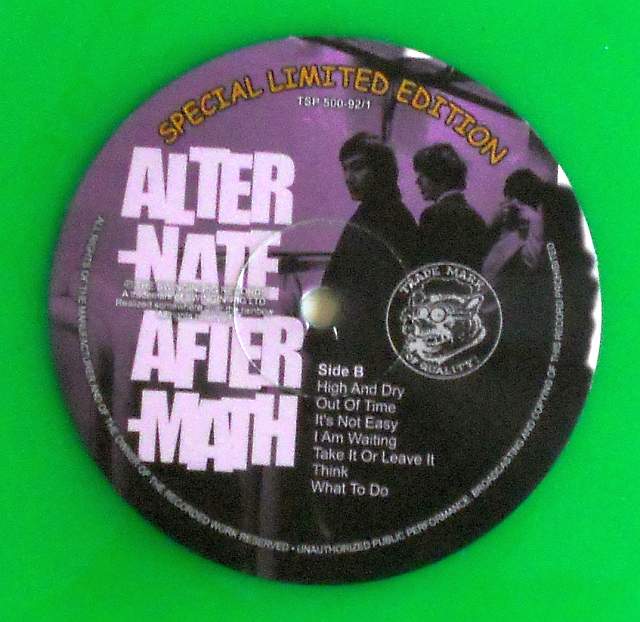 SPECIAL LIMITED EDITION
TSP 500-92/1
ALTER
-NATE
AFTER
-MATH
TRADE MARK
OF QUALITY!
Side B
High And Dry
Out Of Time
It's Not Easy
I Am Waiting
Take It Or Leave It
Think
What To Do
ALL RIGHTS OF THE MANUFACTURER AND OF THE OWNER OF THE RECORDED WORK RESERVED • UNAUTHORIZED PUBLIC PERFORMANCE, BROADCASTING AND COPYING OF THE RECORD PROHIBITED